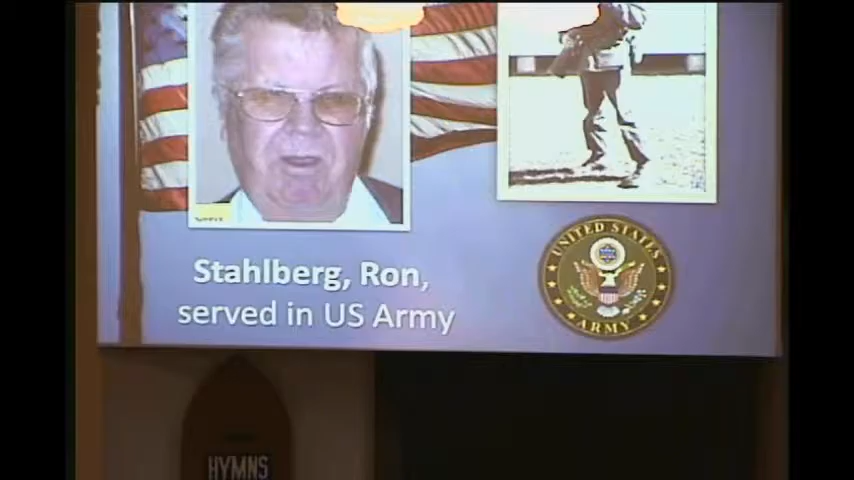 Stahlberg, Ron,
served in US Army
UNITED STATES
ARMY
HYMNS